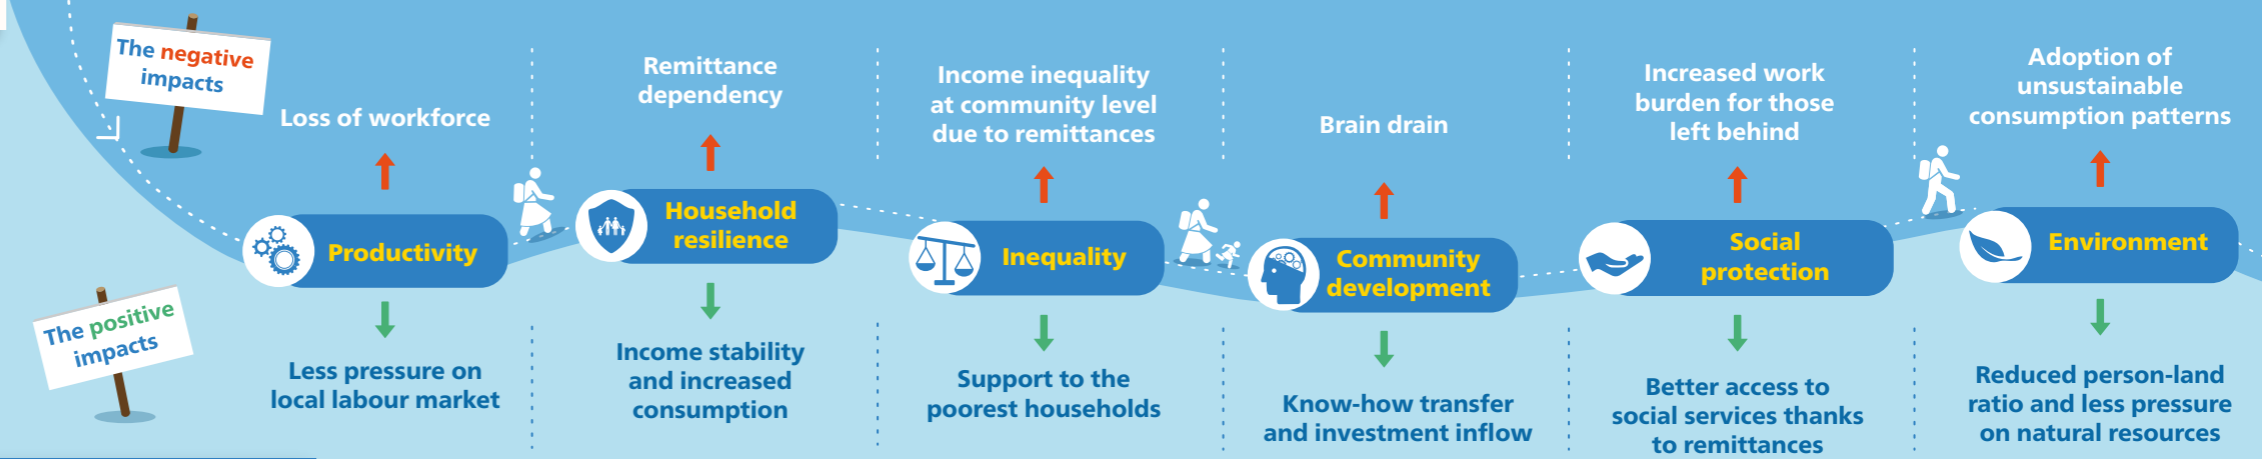 The negative
impacts
Loss of workforce
Remittance
dependency
Income inequality
at community level
due to remittances
Brain drain
Increased work
burden for those
left behind
Adoption of
unsustainable
consumption patterns
Productivity
Household
resilience
Inequality
Community
development
Social
protection
Environment
The positive
impacts
Less pressure on
local labour market
Income stability
and increased
consumption
Support to the
poorest households
Know-how transfer
and investment inflow
Better access to
social services thanks
to remittances
Reduced person-land
ratio and less pressure
on natural resources